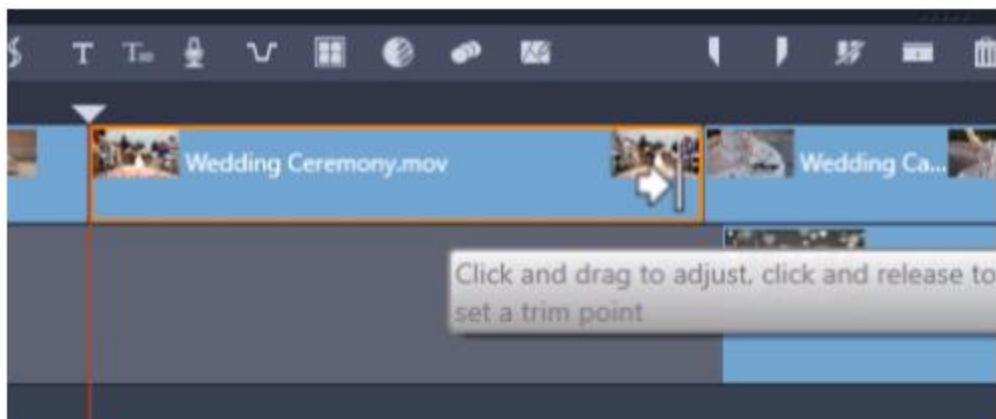 Wedding Ceremony.mov
Wedding Ca...
Click and drag to adjust, click and release to
set a trim point